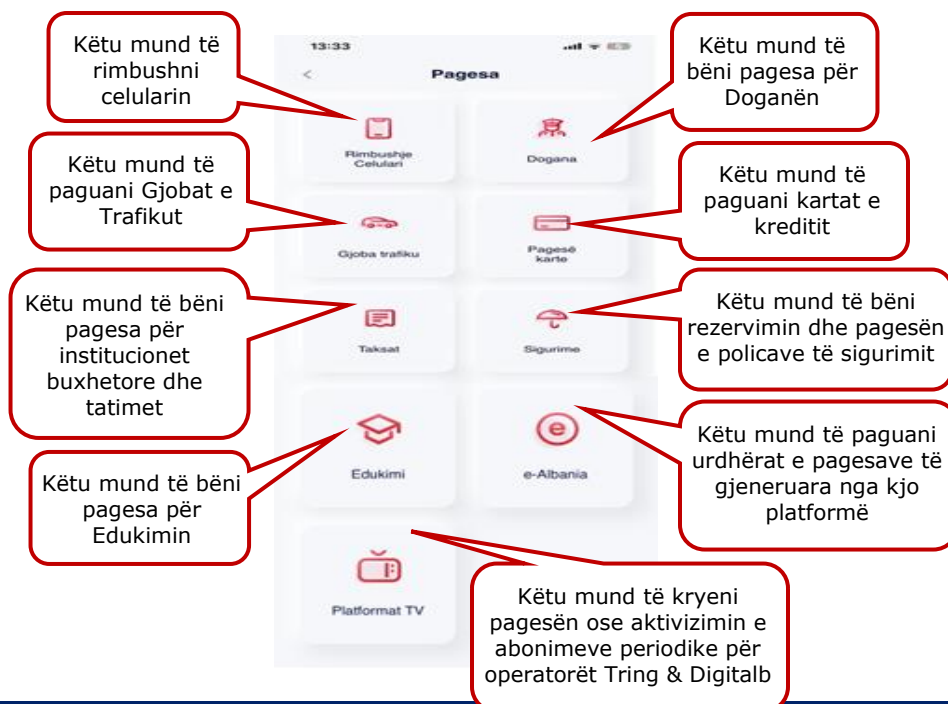 Këtu mund të
rimbushni
celularin
13:33
Këtu mund të
bëni pagesa për
Doganën
<
Pagesa
Rimbushje
Celulari
Dogana
Këtu mund të
paguani Gjobat e
Trafikut
Këtu mund të
paguani kartat e
kreditit
Gjoba trafiku
Pagesë
karte
Këtu mund të bëni
pagesa për
institucionet
buxhetore dhe
tatimet
Këtu mund të bëni
rezervimin dhe pagesën
e policave të sigurimit
Taksat
Sigurime
Këtu mund të paguani
urdhërat e pagesave të
gjeneruara nga kjo
platformë
e
Edukimi
e-Albania
Këtu mund të bëni
pagesa për
Edukimin
Platformat TV
Këtu mund të kryeni
pagesën ose aktivizimin e
abonimeve periodike për
operatorët Tring & Digitalb